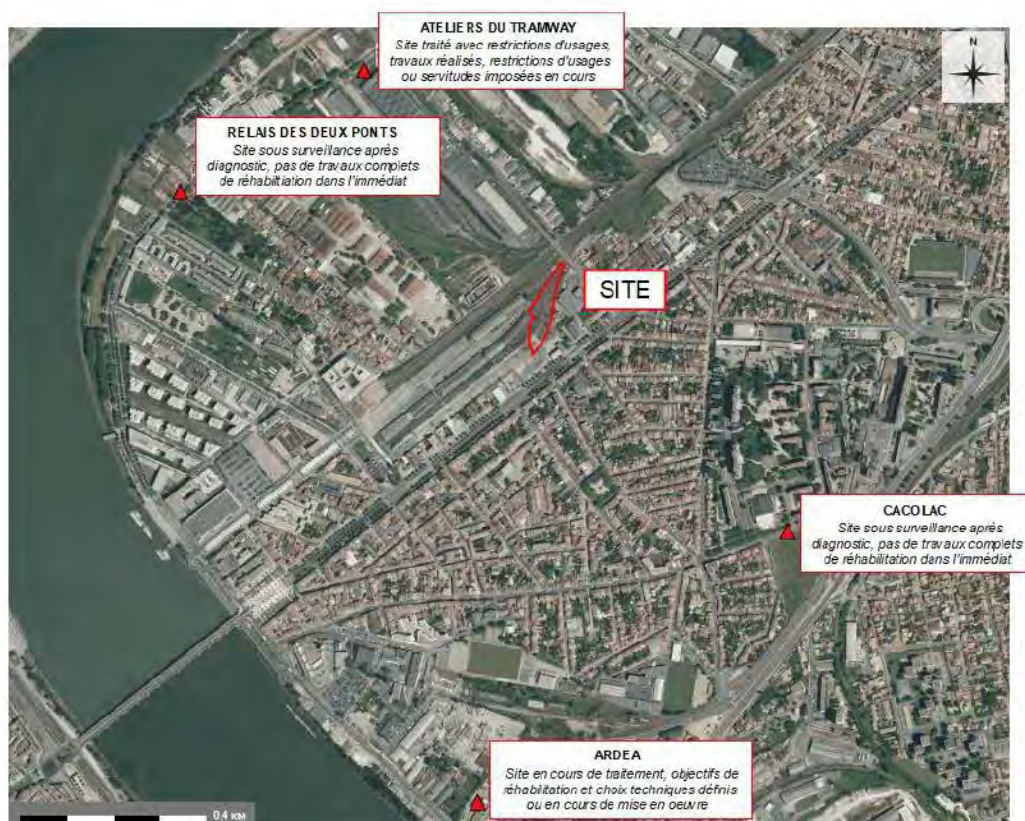 ATELIERS DU TRAMWAY
Site traité avec restrictions d'usages,
travaux réalisés, restrictions d'usages
ou servitudes imposées en cours
N
RELAIS DES DEUX PONTS
Site sous surveillance après
diagnostic, pas de travaux complets
de réhabiltiation dans l'immédiat
SITE
CACOLAC
Site sous surveillance après
diagnostic, pas de travaux complets
de réhabilitation dans l'immédiat
ARDEA
Site en cours de traitement, objectifs de
réhabilitation et choix techniques définis
ou en cours de mise en oeuvre
0.4 KM